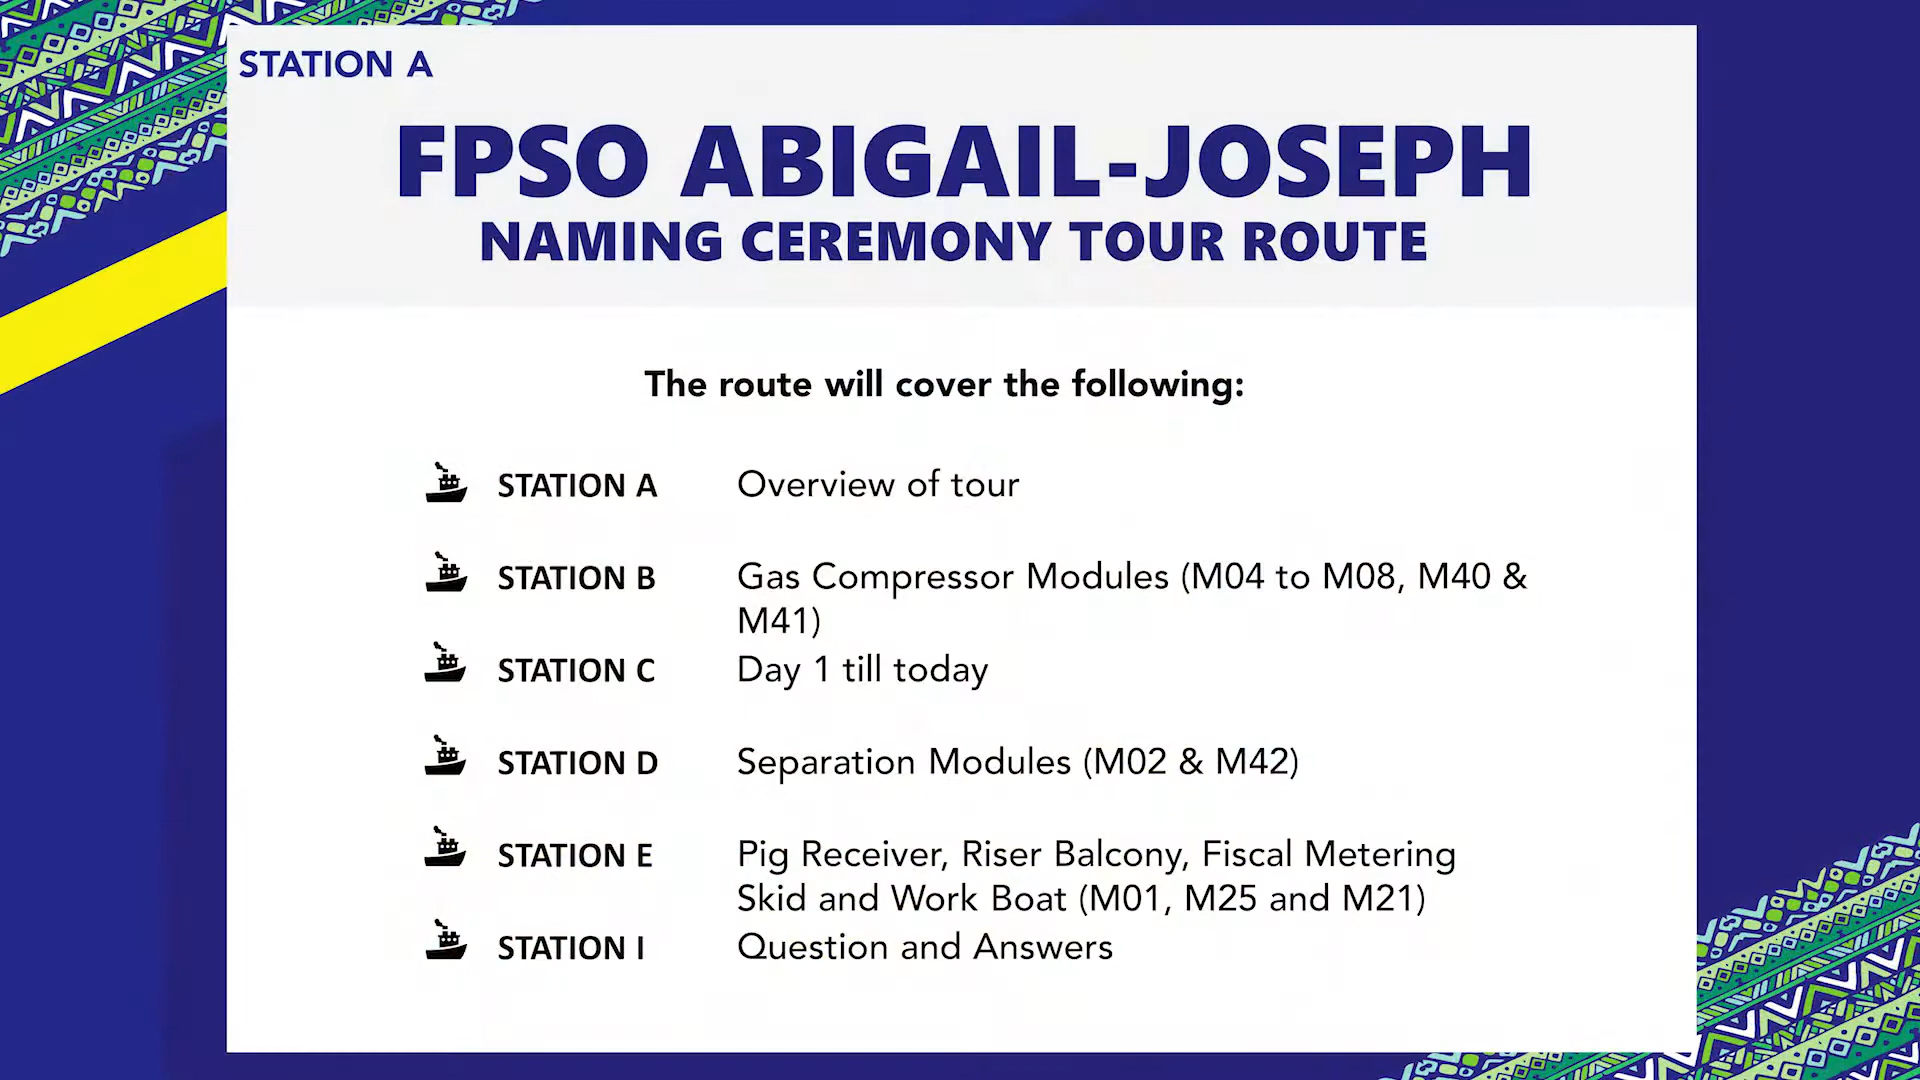 STATION A
FPSO ABIGAIL-JOSEPH
NAMING CEREMONY TOUR ROUTE
The route will cover the following:
STATION A Overview of tour
STATION B Gas Compressor Modules (M04 to M08, M40 &
M41)
STATION C Day 1 till today
STATION D Separation Modules (M02 & M42)
STATION E Pig Receiver, Riser Balcony, Fiscal Metering
Skid and Work Boat (M01, M25 and M21)
STATION I Question and Answers